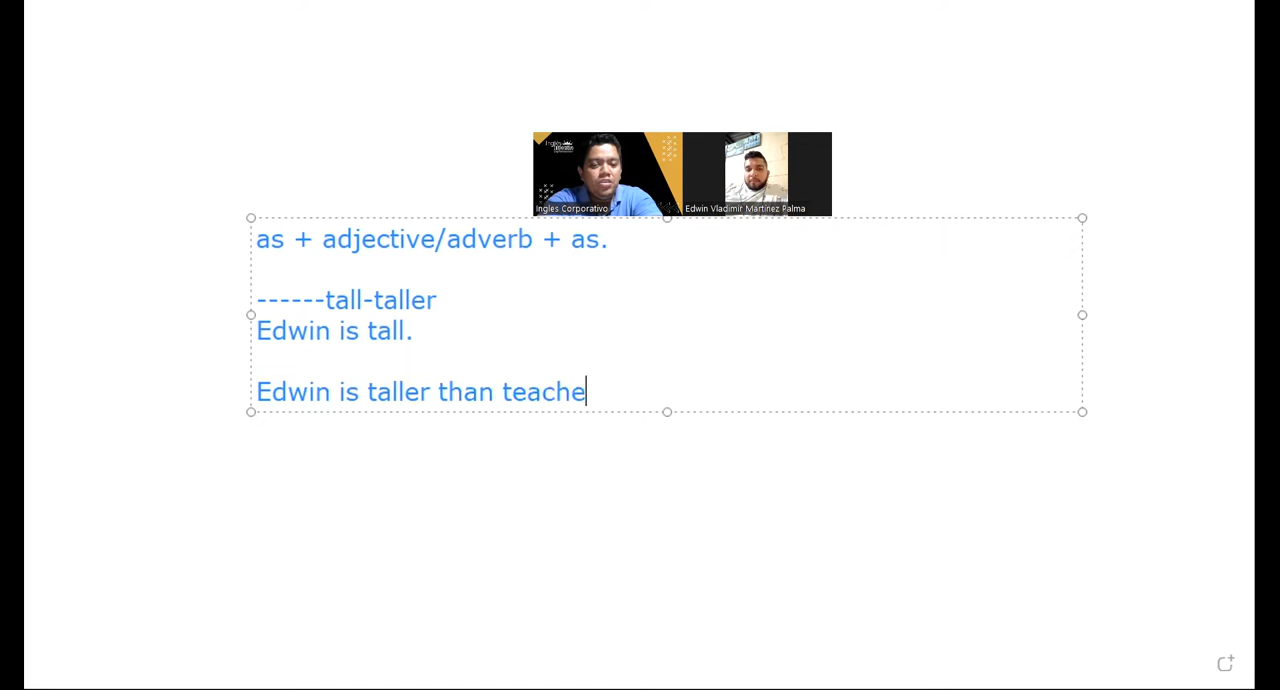 Ingles Corporativo
Edwin Vladimir Martinez Palma
as + adjective/adverb + as.
------tall-taller
Edwin is tall.
Edwin is taller than teache